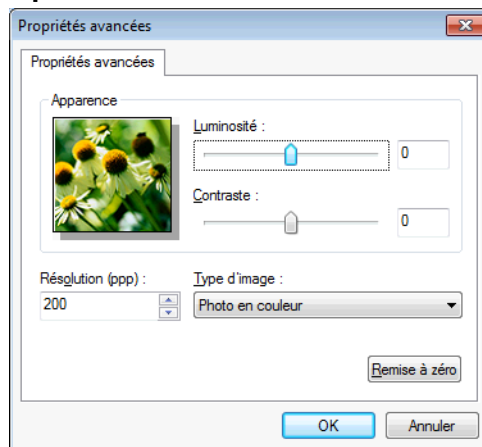 Propriétés avancées
Propriétés avancées
Apparence
Luminosité :
0
Contraste :
0
Résolution (ppp) :
Type d'image :
200
Photo en couleur
Remise à zéro
OK
Annuler